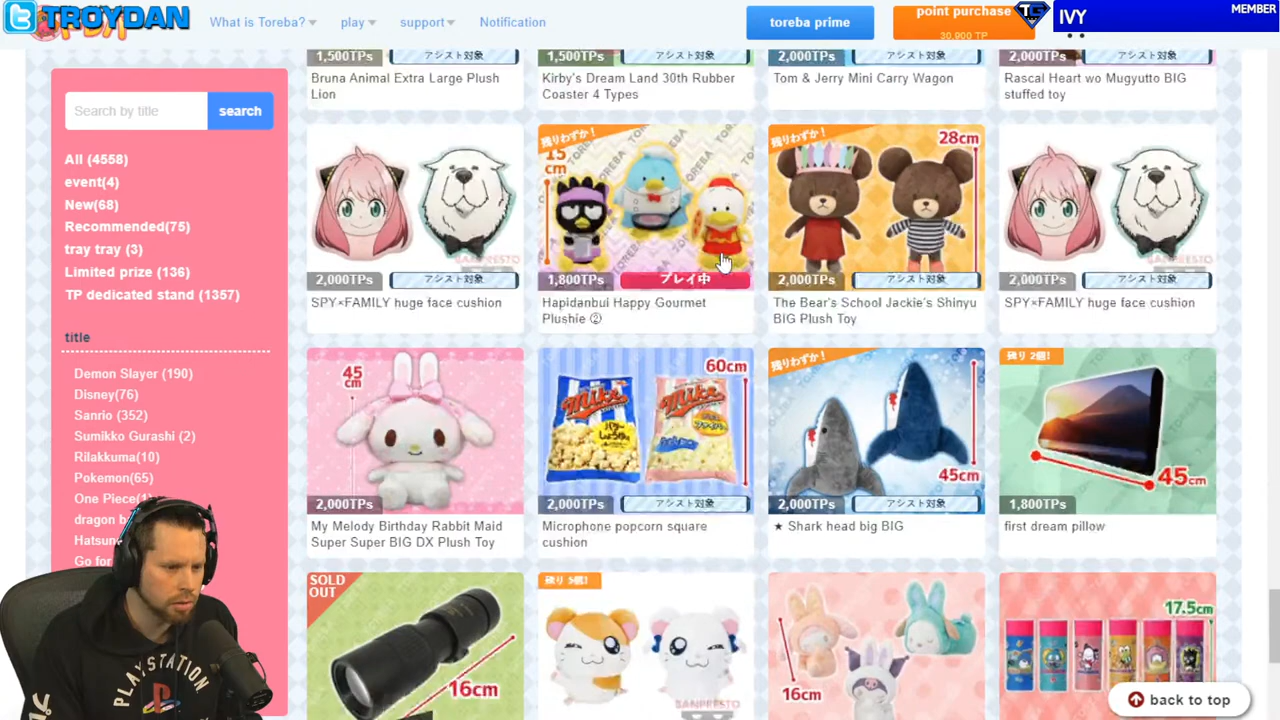 TROYDAN
What is Toreba?
play
support
Notification
toreba prime
point purchase
30,900 TP
TG
IVY
MEMBER
Search by title
search
All (4558)
event(4)
New(68)
Recommended(75)
tray tray (3)
Limited prize (136)
TP dedicated stand (1357)
title
Demon Slayer (190)
Disney(76)
Sanrio (352)
Sumikko Gurashi (2)
Rilakkuma(10)
Pokemon(65)
One Piece(1)
dragon b
Hatsun
Go for
1,500TPs
アシスト対象
Bruna Animal Extra Large Plush
Lion
1,500TPs
アシスト対象
Kirby's Dream Land 30th Rubber
Coaster 4 Types
2,000TPs
アシスト対象
Tom & Jerry Mini Carry Wagon
2,000TPs
アシスト対象
Rascal Heart wo Mugyutto BIG
stuffed toy
BANPRESTO
2,000TPs
アシスト対象
SPY×FAMILY huge face cushion
残りわずか!
15
cm
TOREBA
1,800TPs
プレイ中
Hapidanbui Happy Gourmet
Plushie ②
残りわずか!
28cm
2,000TPs
アシスト対象
The Bear's School Jackie's Shinyu
BIG Plush Toy
BANPRESTO
2,000TPs
アシスト対象
SPY×FAMILY huge face cushion
45
cm
2,000TPs
My Melody Birthday Rabbit Maid
Super Super BIG DX Plush Toy
60cm
Mike
Mike
2,000TPs
アシスト対象
Microphone popcorn square
cushion
残りわずか!
45cm
2,000TPs
アシスト対象
★ Shark head big BIG
残り 2個!
45cm
1,800TPs
first dream pillow
SOLD
OUT
16cm
残り 5個!
BANPRESTO
16cm
17.5cm
back to top
PLAYSTATION